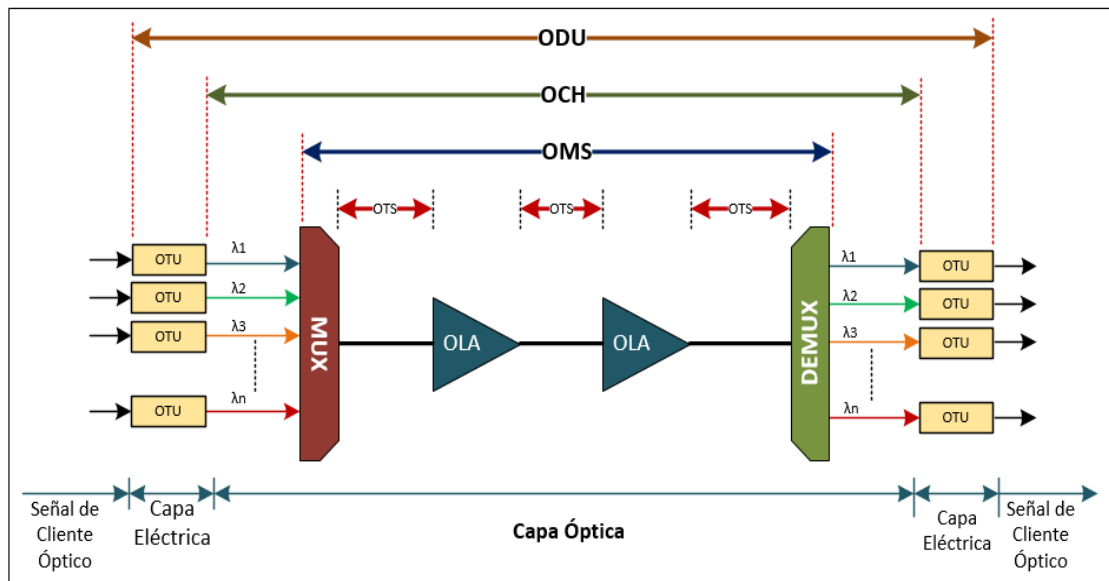 ODU
OCH
OMS
OTS
OTS
OTS
OTU
λ1
λ1
OTU
OTU
λ2
λ2
OTU
OTU
λ3
λ3
OTU
MUX
OLA
OLA
DEMUX
OTU
λn
λn
OTU
Señal de
Cliente
Óptico
Capa
Eléctrica
Capa Óptica
Capa
Eléctrica
Señal de
Cliente
Óptico